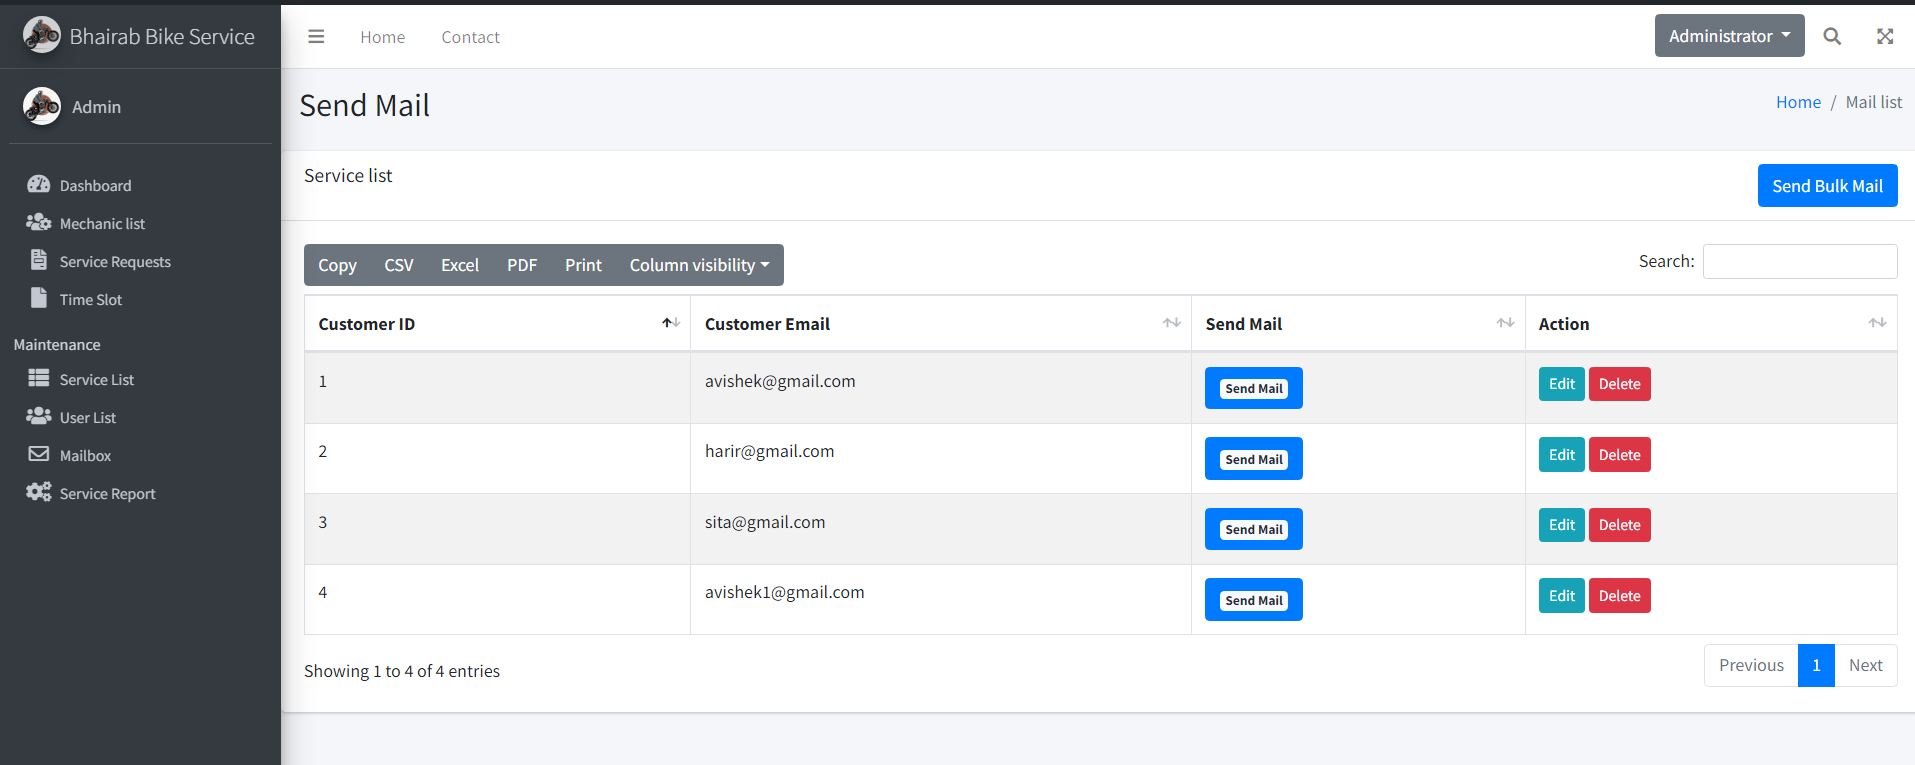 Bhairab Bike Service
Home Contact Administrator
Admin
Send Mail
Home / Mail list
Dashboard
Mechanic list
Service Requests
Time Slot
Maintenance
Service List
User List
Mailbox
Service Report
Service list
Send Bulk Mail
Copy CSV Excel PDF Print Column visibility
Search:
Customer ID Customer Email Send Mail Action
1 avishek@gmail.com Send Mail Edit Delete
2 harir@gmail.com Send Mail Edit Delete
3 sita@gmail.com Send Mail Edit Delete
4 avishek1@gmail.com Send Mail Edit Delete
Showing 1 to 4 of 4 entries
Previous 1 Next